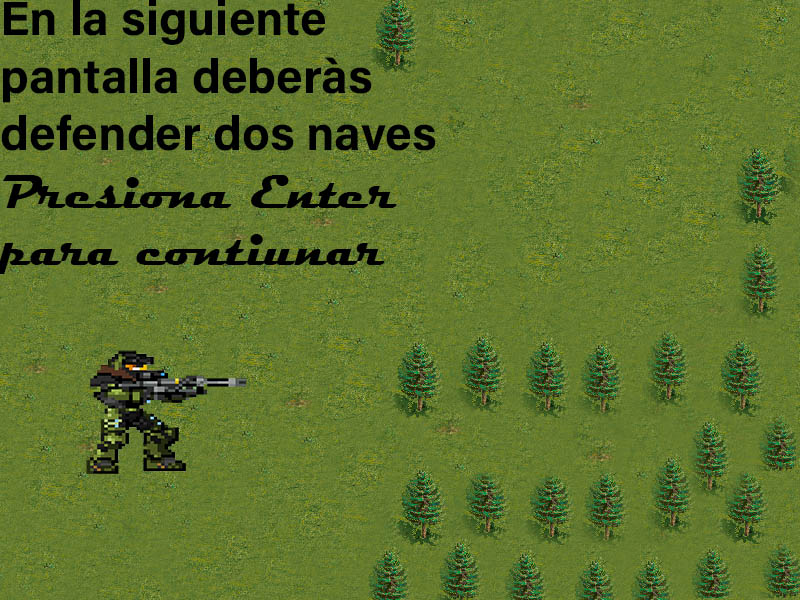 En la siguiente
pantalla deberàs
defender dos naves
Presiona Enter
para contiunar